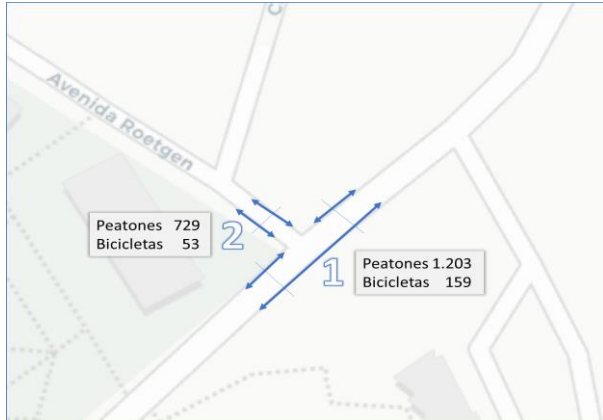 C
Avenida Roetgen
Peatones 729
Bicicletas 53
2
1
Peatones 1.203
Bicicletas 159